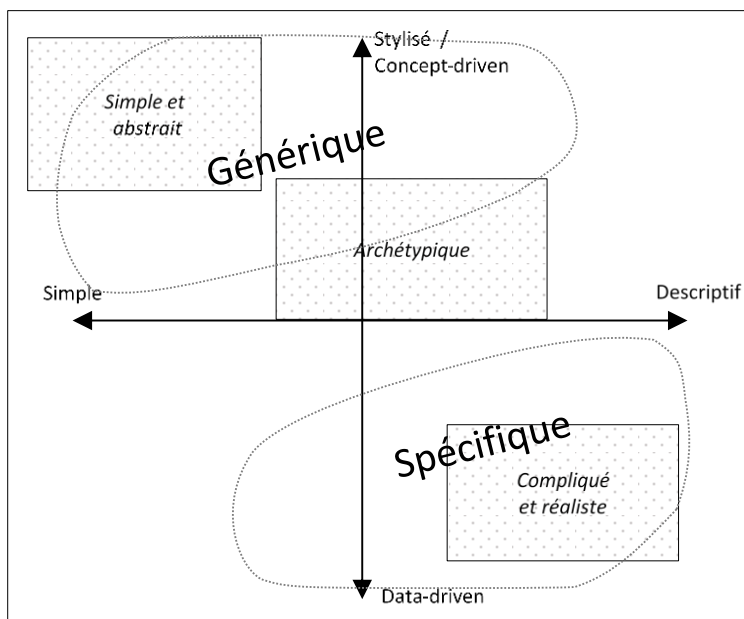 Stylisé /
Concept-driven
Simple et
abstrait
Générique
Archétypique
Simple
Descriptif
Spécifique
Compliqué
et réaliste
Data-driven